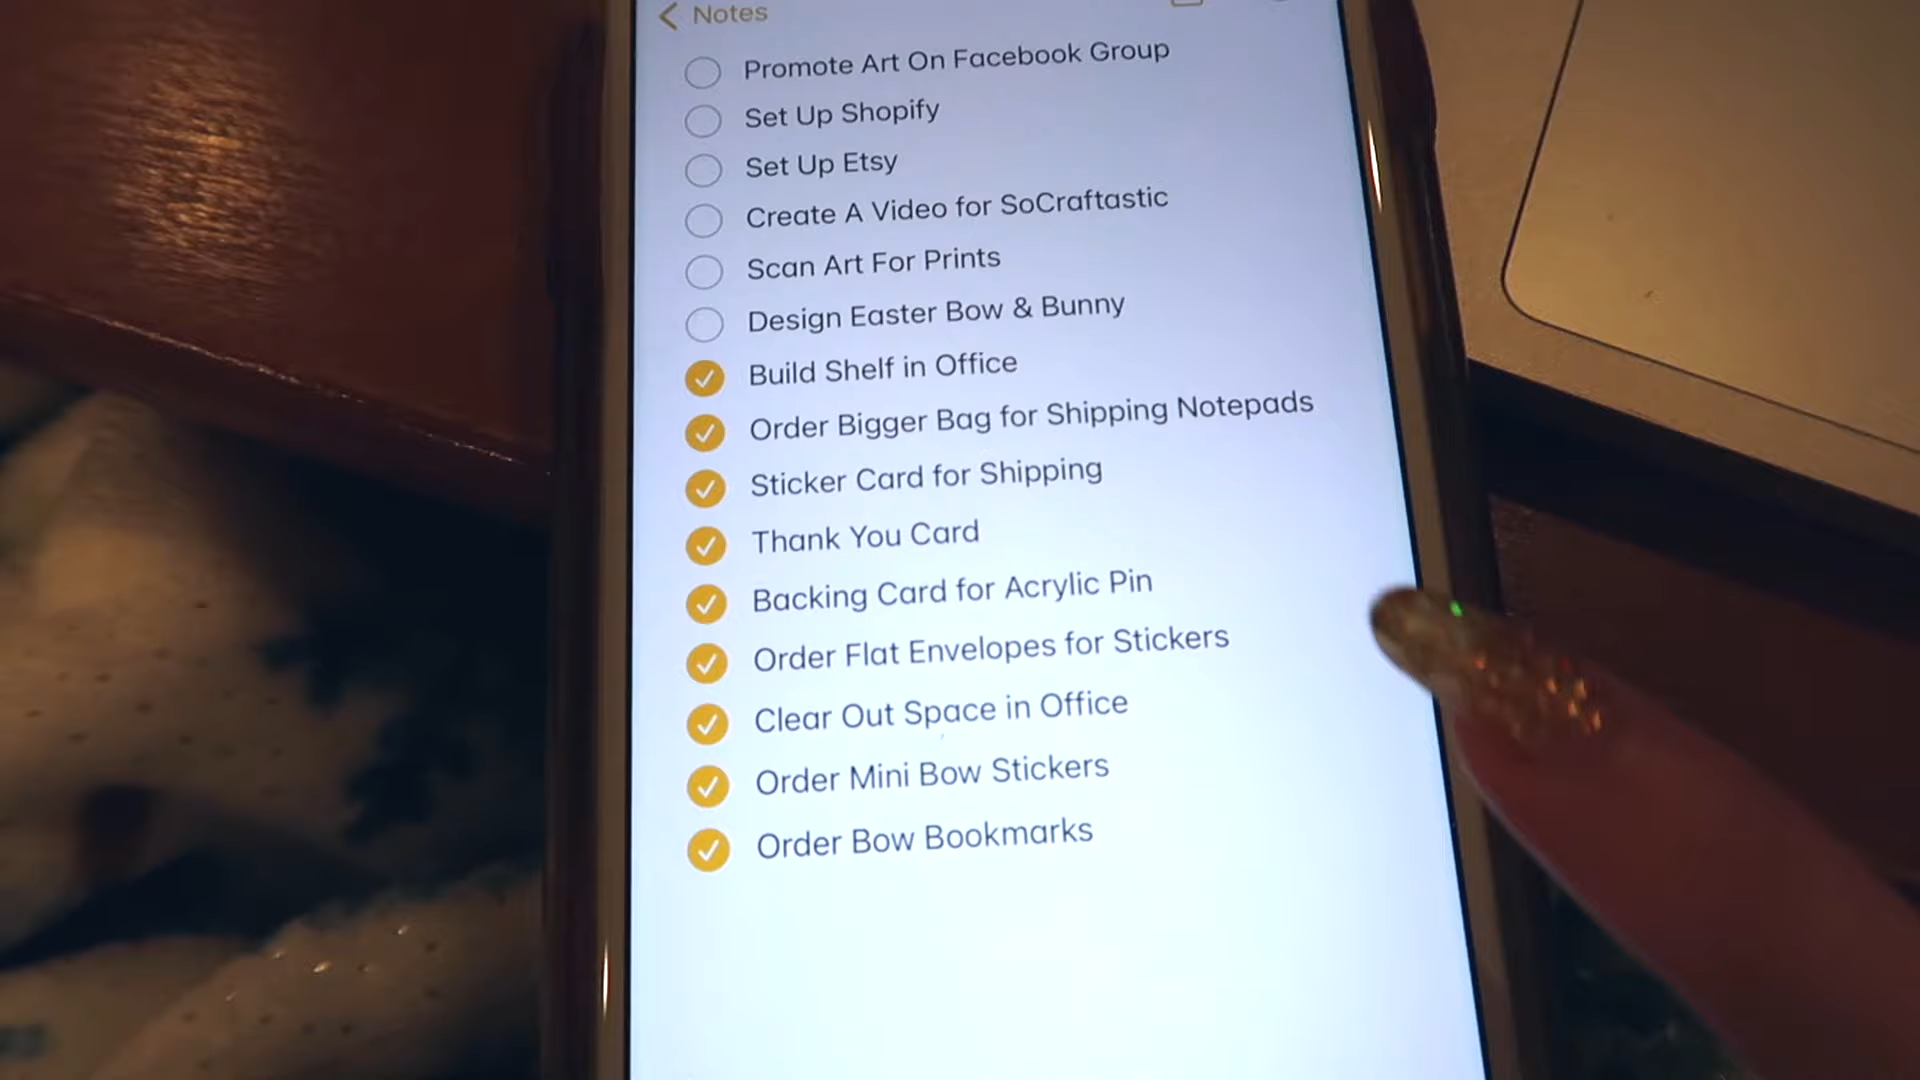 Notes
Promote Art On Facebook Group
Set Up Shopify
Set Up Etsy
Create A Video for SoCraftastic
Scan Art For Prints
Design Easter Bow & Bunny
Build Shelf in Office
Order Bigger Bag for Shipping Notepads
Sticker Card for Shipping
Thank You Card
Backing Card for Acrylic Pin
Order Flat Envelopes for Stickers
Clear Out Space in Office
Order Mini Bow Stickers
Order Bow Bookmarks